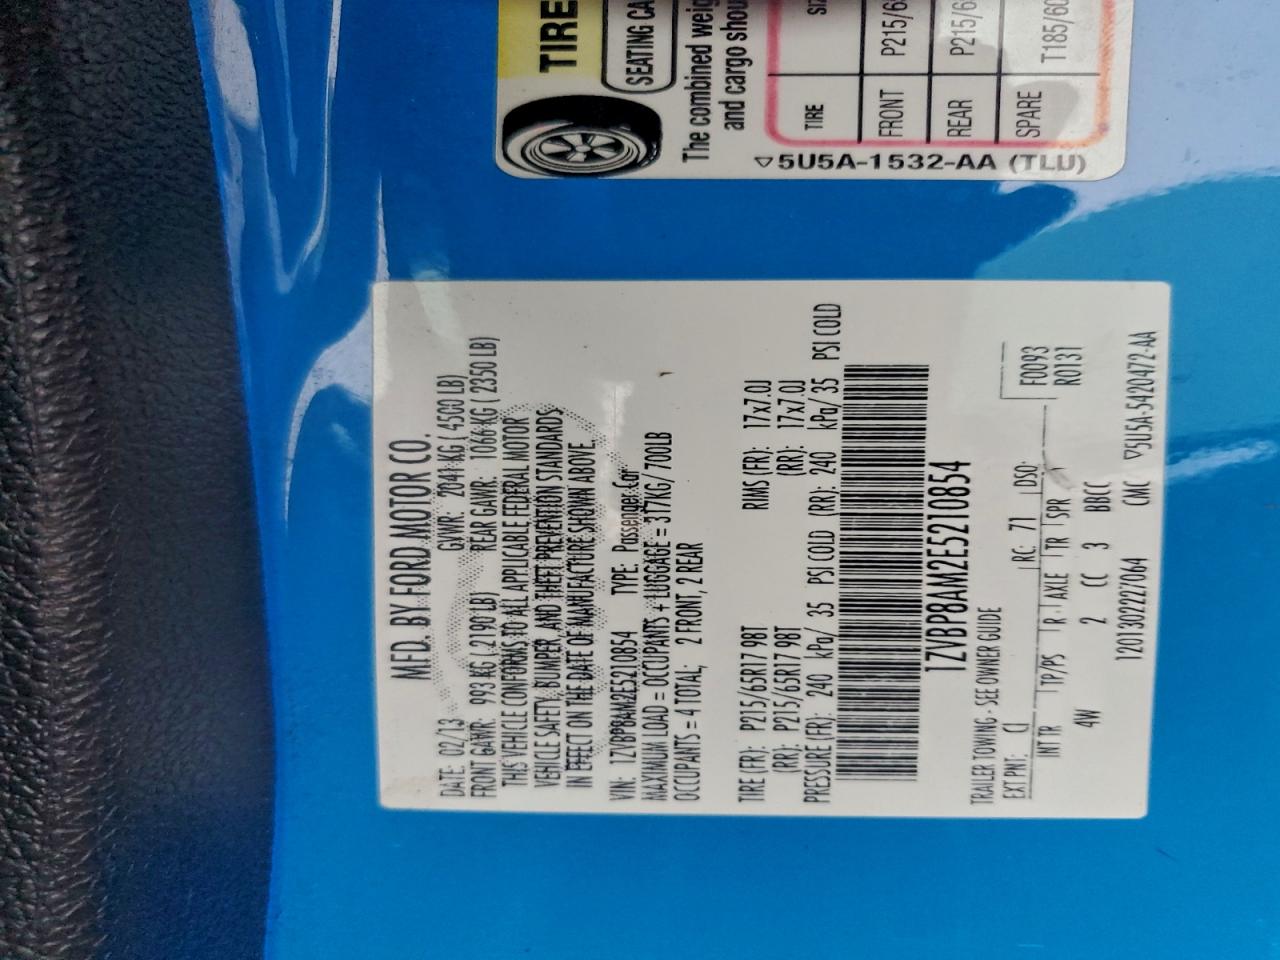 MFD. BY FORD MOTOR CO.
DATE: 02/13 GVWR: 2041 KG ( 4500 LB)
FRONT GAWR: 993 KG ( 2190 LB) REAR GAWR: 1066 KG ( 2350 LB)
THIS VEHICLE CONFORMS TO ALL APPLICABLE FEDERAL MOTOR
VEHICLE SAFETY, BUMPER, AND THEFT PREVENTION STANDARDS
IN EFFECT ON THE DATE OF MANUFACTURE SHOWN ABOVE.
VIN: 1ZVBP8AM2E5210854 TYPE: Passenger Car
MAXIMUM LOAD = OCCUPANTS + LUGGAGE = 317KG/ 700LB
OCCUPANTS = 4 TOTAL; 2 FRONT, 2 REAR
TIRE (FR): P215/65R17 98T RIMS (FR): 17x7.0J
(RR): P215/65R17 98T (RR): 17x7.0J
PRESSURE (FR): 240 kPa/ 35 PSI COLD (RR): 240 kPa/ 35 PSI COLD
1ZVBP8AM2E5210854
TRAILER TOWING - SEE OWNER GUIDE
EXT PNT: CI RC: 71 DSO: F0093
INT TR TP/PS R AXLE TR SPR R0131
4W 2 CC 3 BBCC
120130222227064 CMC ▽5U5A-5420472-AA
TIRE
SEATING CA
The combined weig
and cargo shou
TIRE SIZ
FRONT P215/65
REAR P215/6
SPARE T185/60
▽5U5A-1532-AA (TLU)